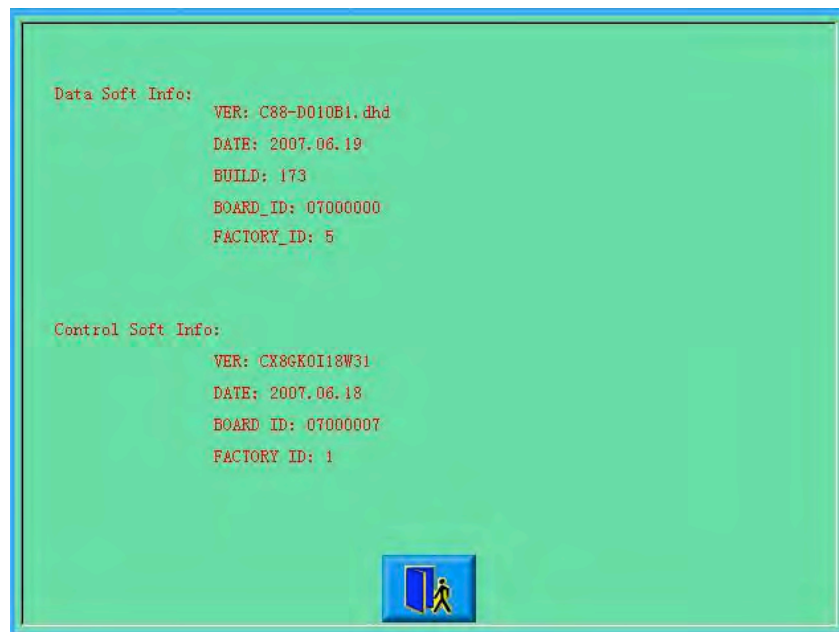 Data Soft Info:
VER: C88-D010B1.dhd
DATE: 2007.06.19
BUILD: 173
BOARD_ID: 07000000
FACTORY_ID: 5
Control Soft Info:
VER: CX8GK0I18W31
DATE: 2007.06.18
BOARD ID: 07000007
FACTORY ID: 1